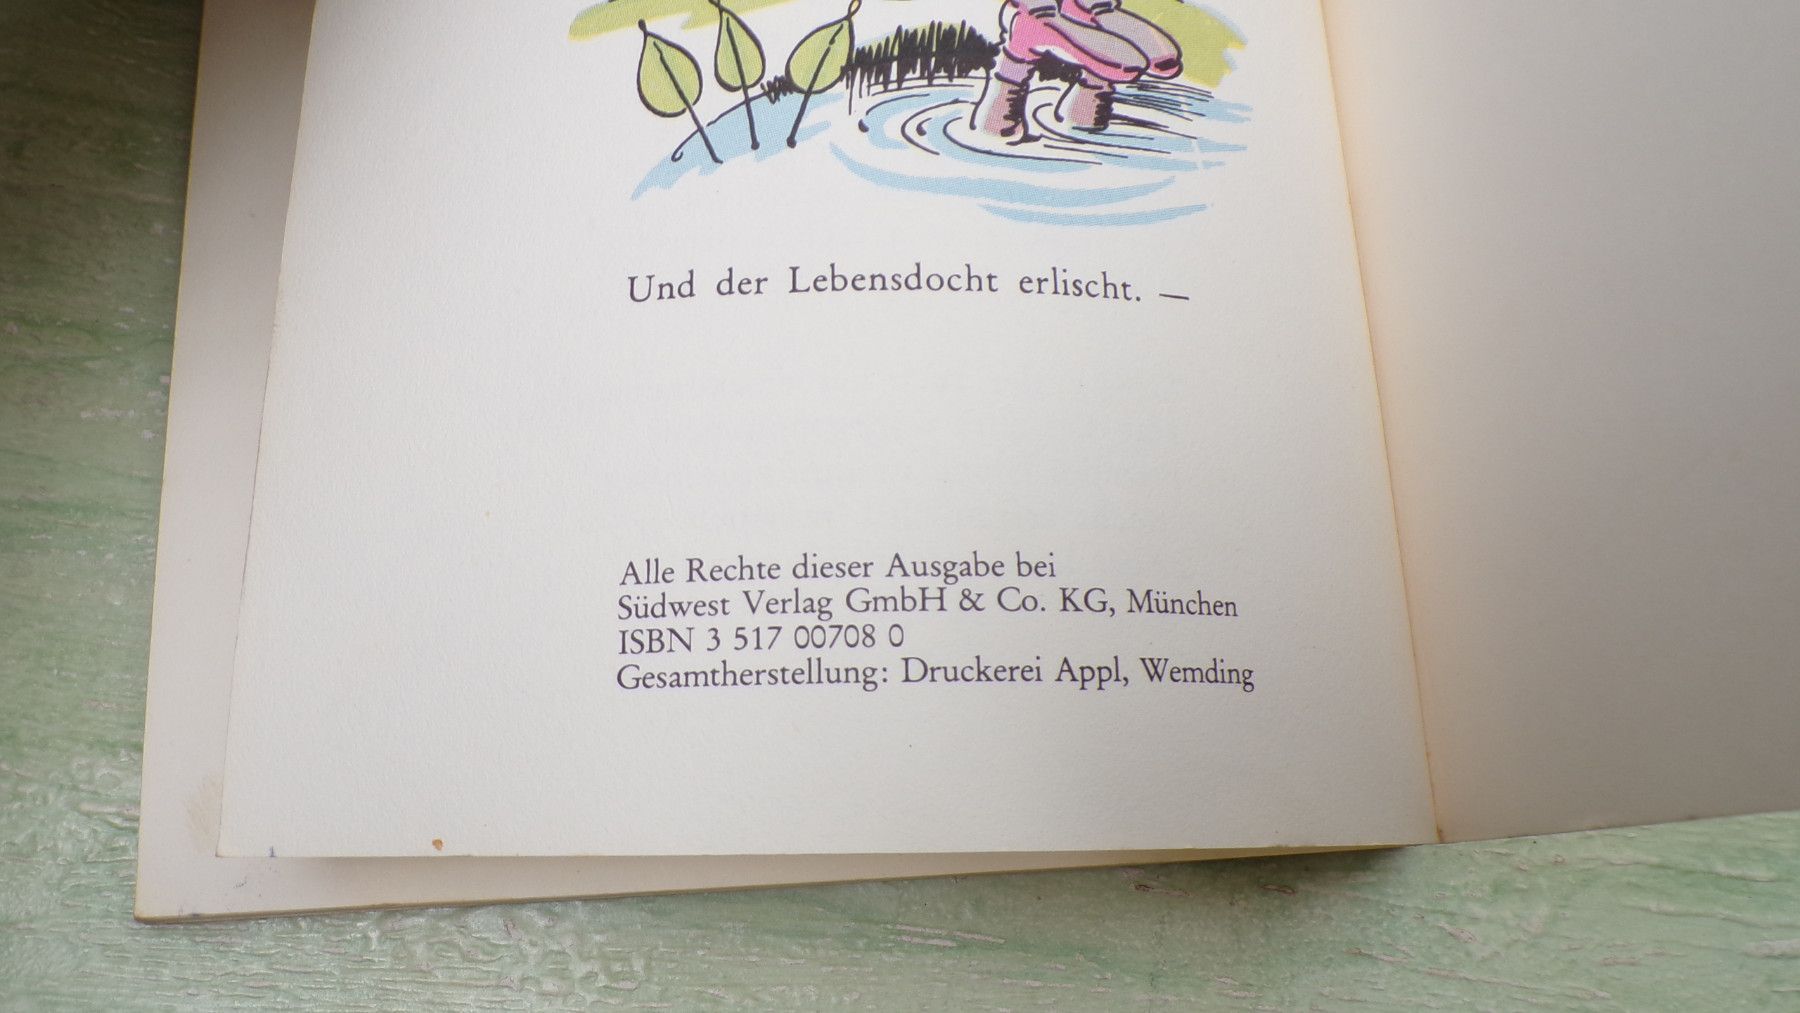 Und der Lebensdocht erlischt. —
Alle Rechte dieser Ausgabe bei
Südwest Verlag GmbH & Co. KG, München
ISBN 3 517 00708 0
Gesamtherstellung: Druckerei Appl, Wemding